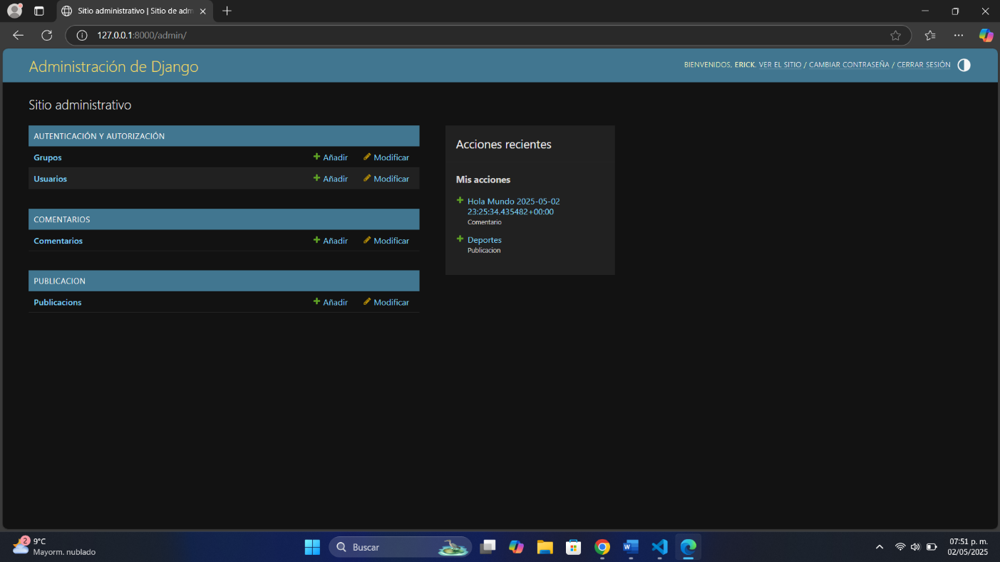 Sitio administrativo | Sitio de adm
127.0.0.1:8000/admin/
Administración de Django
BIENVENIDOS, ERICK. VER EL SITIO / CAMBIAR CONTRASEÑA / CERRAR SESIÓN
Sitio administrativo
AUTENTICACIÓN Y AUTORIZACIÓN
Grupos Añadir Modificar
Usuarios Añadir Modificar
COMENTARIOS
Comentarios Añadir Modificar
PUBLICACION
Publicacions Añadir Modificar
Acciones recientes
Mis acciones
Hola Mundo 2025-05-02
23:25:34.435482+00:00
Comentario
Deportes
Publicacion
2
9°C
Mayorm. nublado
Buscar
W
07:51 p. m.
02/05/2025